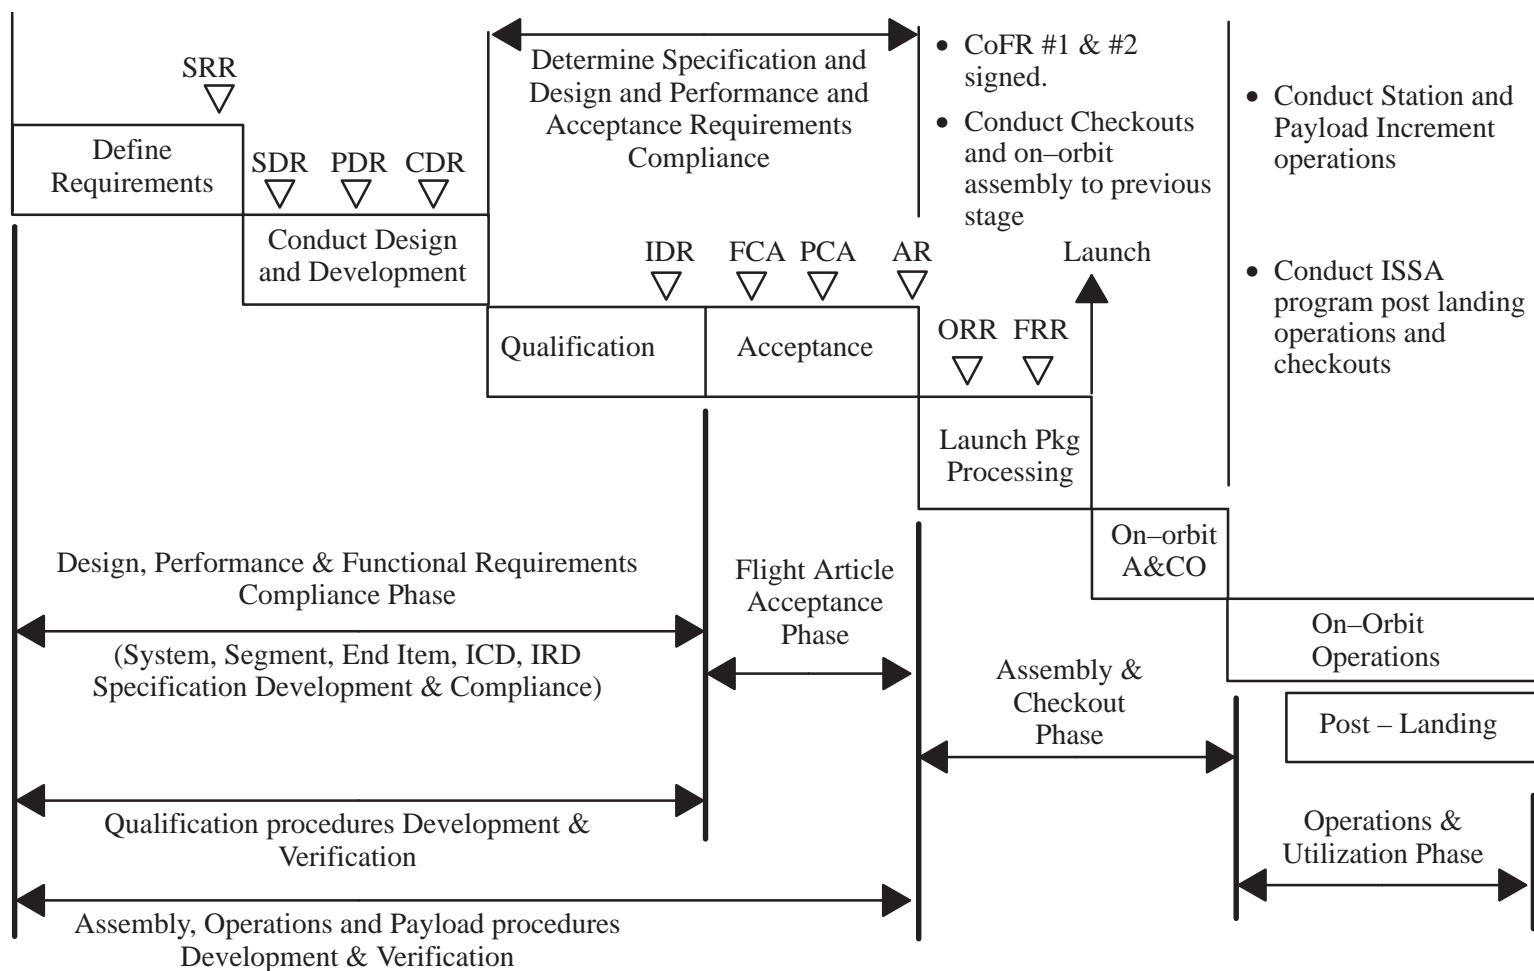 SRR
Define
Requirements
SDR
PDR
CDR
Conduct Design
and Development
Determine Specification and
Design and Performance and
Acceptance Requirements
Compliance
IDR
FCA
PCA
AR
Qualification
Acceptance
• CoFR #1 & #2
signed.
• Conduct Checkouts
and on–orbit
assembly to previous
stage
Launch
ORR
FRR
Launch Pkg
Processing
• Conduct Station and
Payload Increment
operations
• Conduct ISSA
program post landing
operations and
checkouts
On–orbit
A&CO
On–Orbit
Operations
Post – Landing
Design, Performance & Functional Requirements
Compliance Phase
(System, Segment, End Item, ICD, IRD
Specification Development & Compliance)
Flight Article
Acceptance
Phase
Assembly &
Checkout
Phase
Operations &
Utilization Phase
Qualification procedures Development &
Verification
Assembly, Operations and Payload procedures
Development & Verification